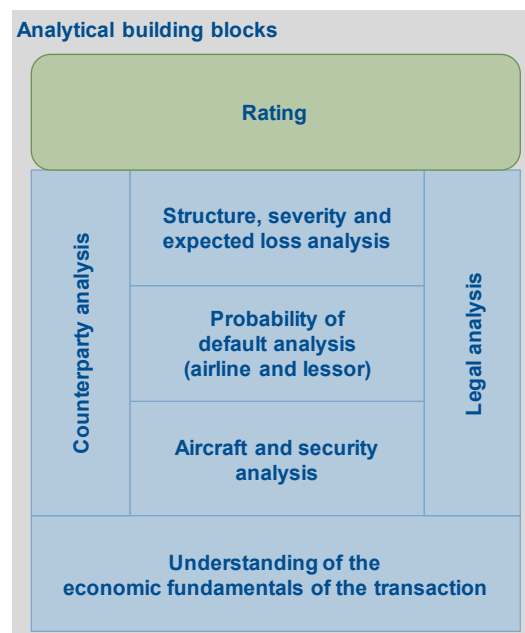 Analytical building blocks
Rating
Counterparty analysis
Structure, severity and
expected loss analysis
Probability of
default analysis
(airline and lessor)
Aircraft and security
analysis
Legal analysis
Understanding of the
economic fundamentals of the transaction